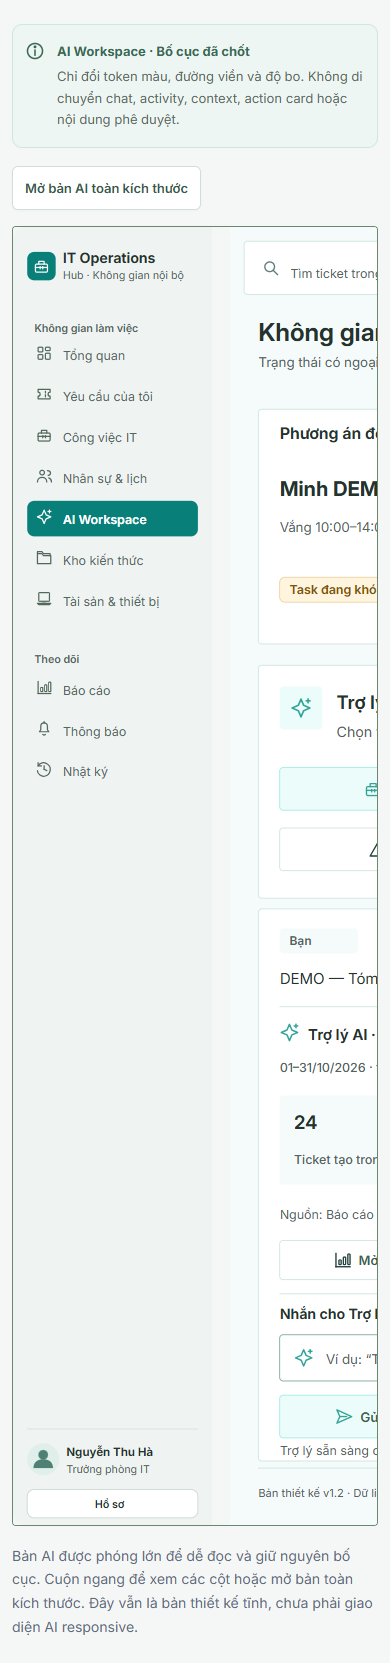 AI Workspace · Bố cục đã chốt
Chỉ đổi token màu, đường viền và độ bo. Không di
chuyển chat, activity, context, action card hoặc
nội dung phê duyệt.
Mở bản AI toàn kích thước
IT Operations
Hub · Không gian nội bộ
Không gian làm việc
Tổng quan
Yêu cầu của tôi
Công việc IT
Nhân sự & lịch
AI Workspace
Kho kiến thức
Tài sản & thiết bị
Theo dõi
Báo cáo
Thông báo
Nhật ký
Nguyễn Thu Hà
Trưởng phòng IT
Hồ sơ
Tìm ticket trong
Không gian
Trạng thái có ngoại
Phương án
Minh DEM
Vắng 10:00–14:0
Task đang khó
Trợ lý
Chọn
Bạn
DEMO — Tóm
Trợ lý AI ·
01–31/10/2026 ·
24
Ticket tạo tron
Nguồn: Báo cáo
Mở
Nhắn cho Trợ l
Ví dụ: “T
Gử
Trợ lý sẵn sàng
Bản thiết kế v1.2 · Dữ li
Bản AI được phóng lớn để dễ đọc và giữ nguyên bố
cục. Cuộn ngang để xem các cột hoặc mở bản toàn
kích thước. Đây vẫn là bản thiết kế tĩnh, chưa phải giao
diện AI responsive.